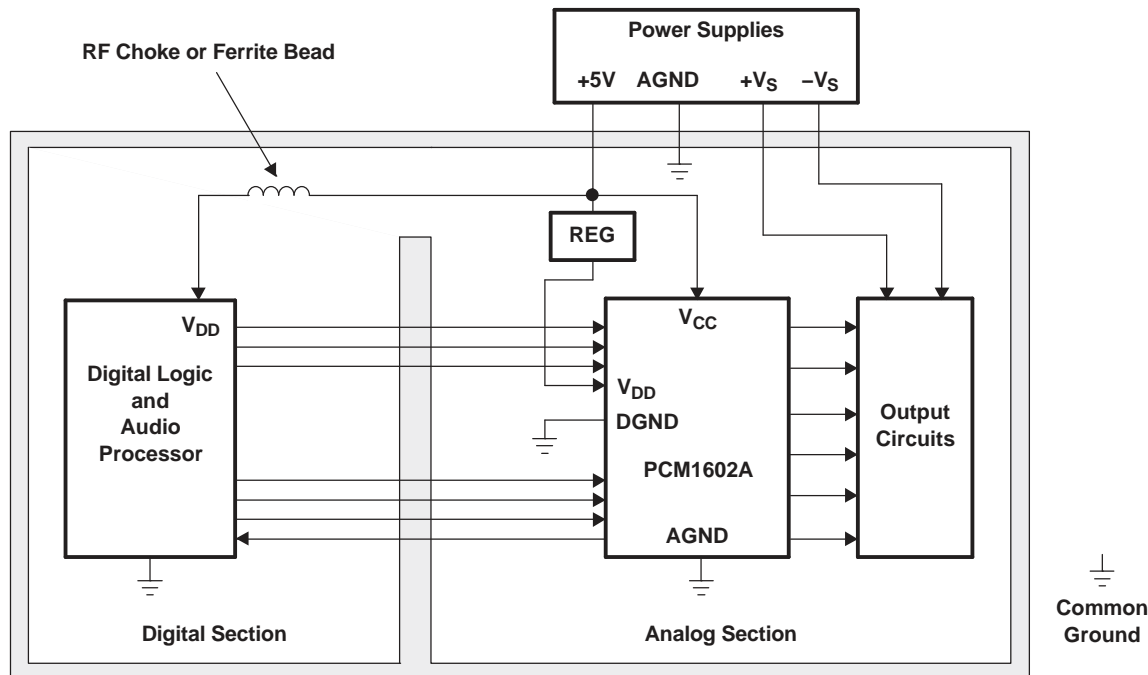 Power Supplies
RF Choke or Ferrite Bead
+5V AGND +VS –VS
REG
VDD
VCC
Digital Logic
and
Audio
Processor
VDD
DGND
Output
Circuits
PCM1602A
AGND
Digital Section
Analog Section
Common
Ground